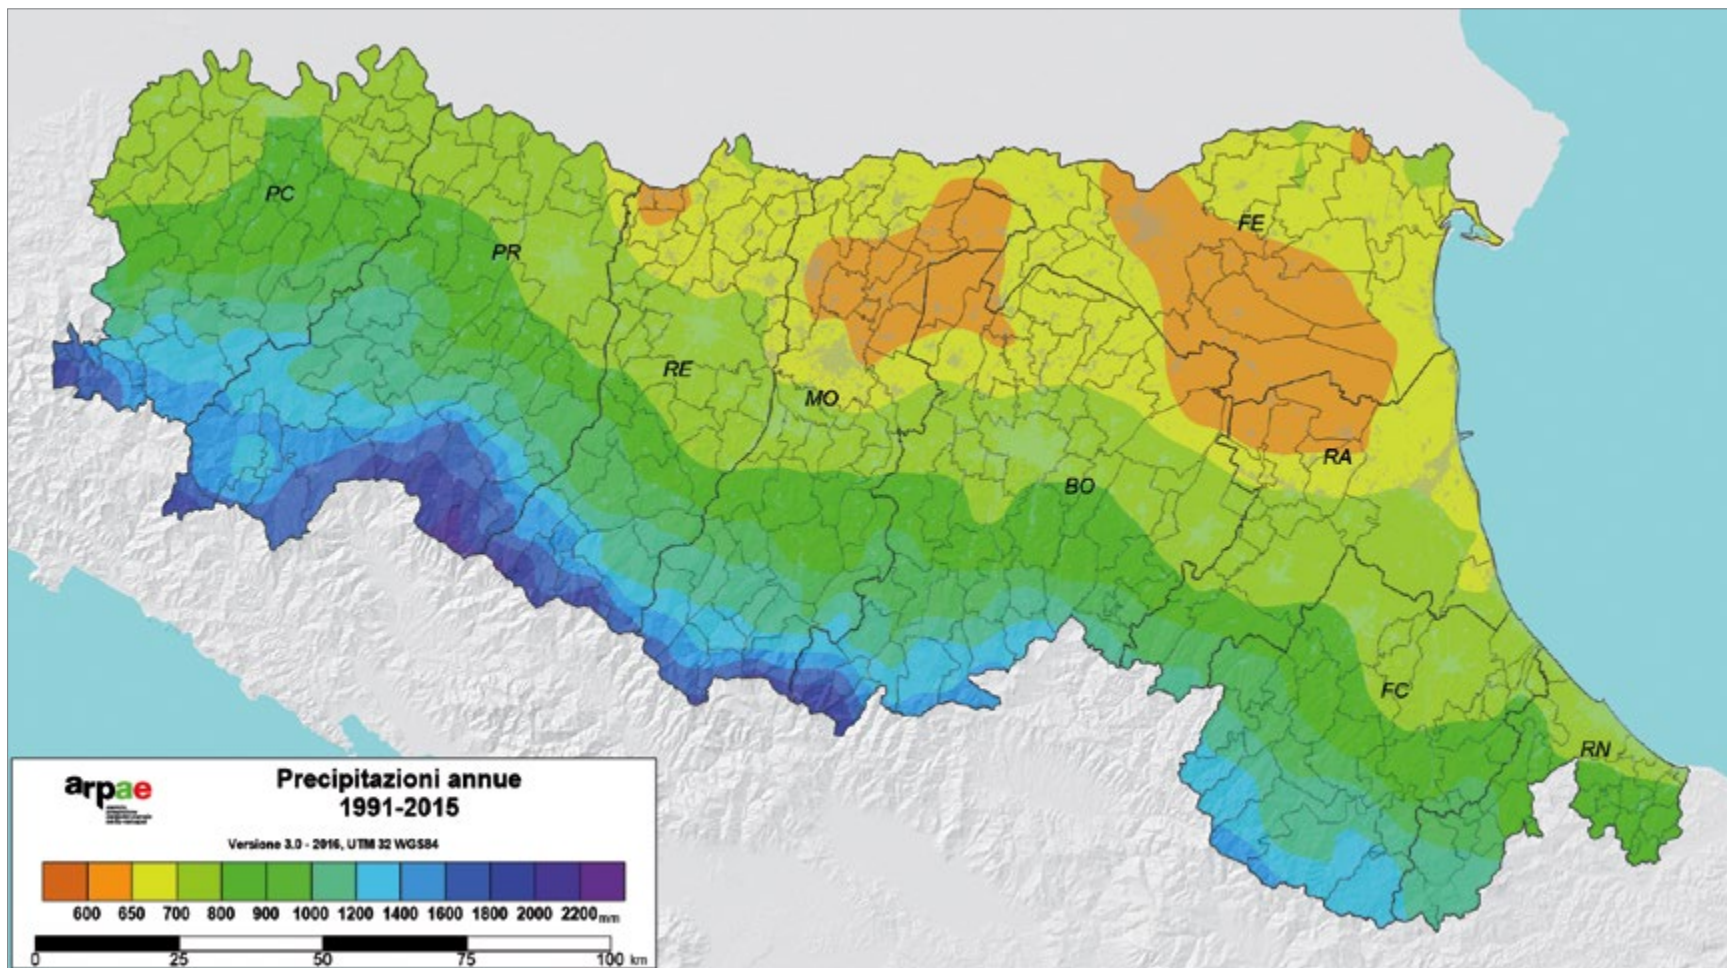 PC
PR
FE
RE
MO
RA
BO
FC
RN
arpae
Precipitazioni annue
1991-2015
Versione 3.0 - 2016, UTM 32 WGS84
600 650 700 800 900 1000 1200 1400 1600 1800 2000 2200 mm
0 25 50 75 100 km